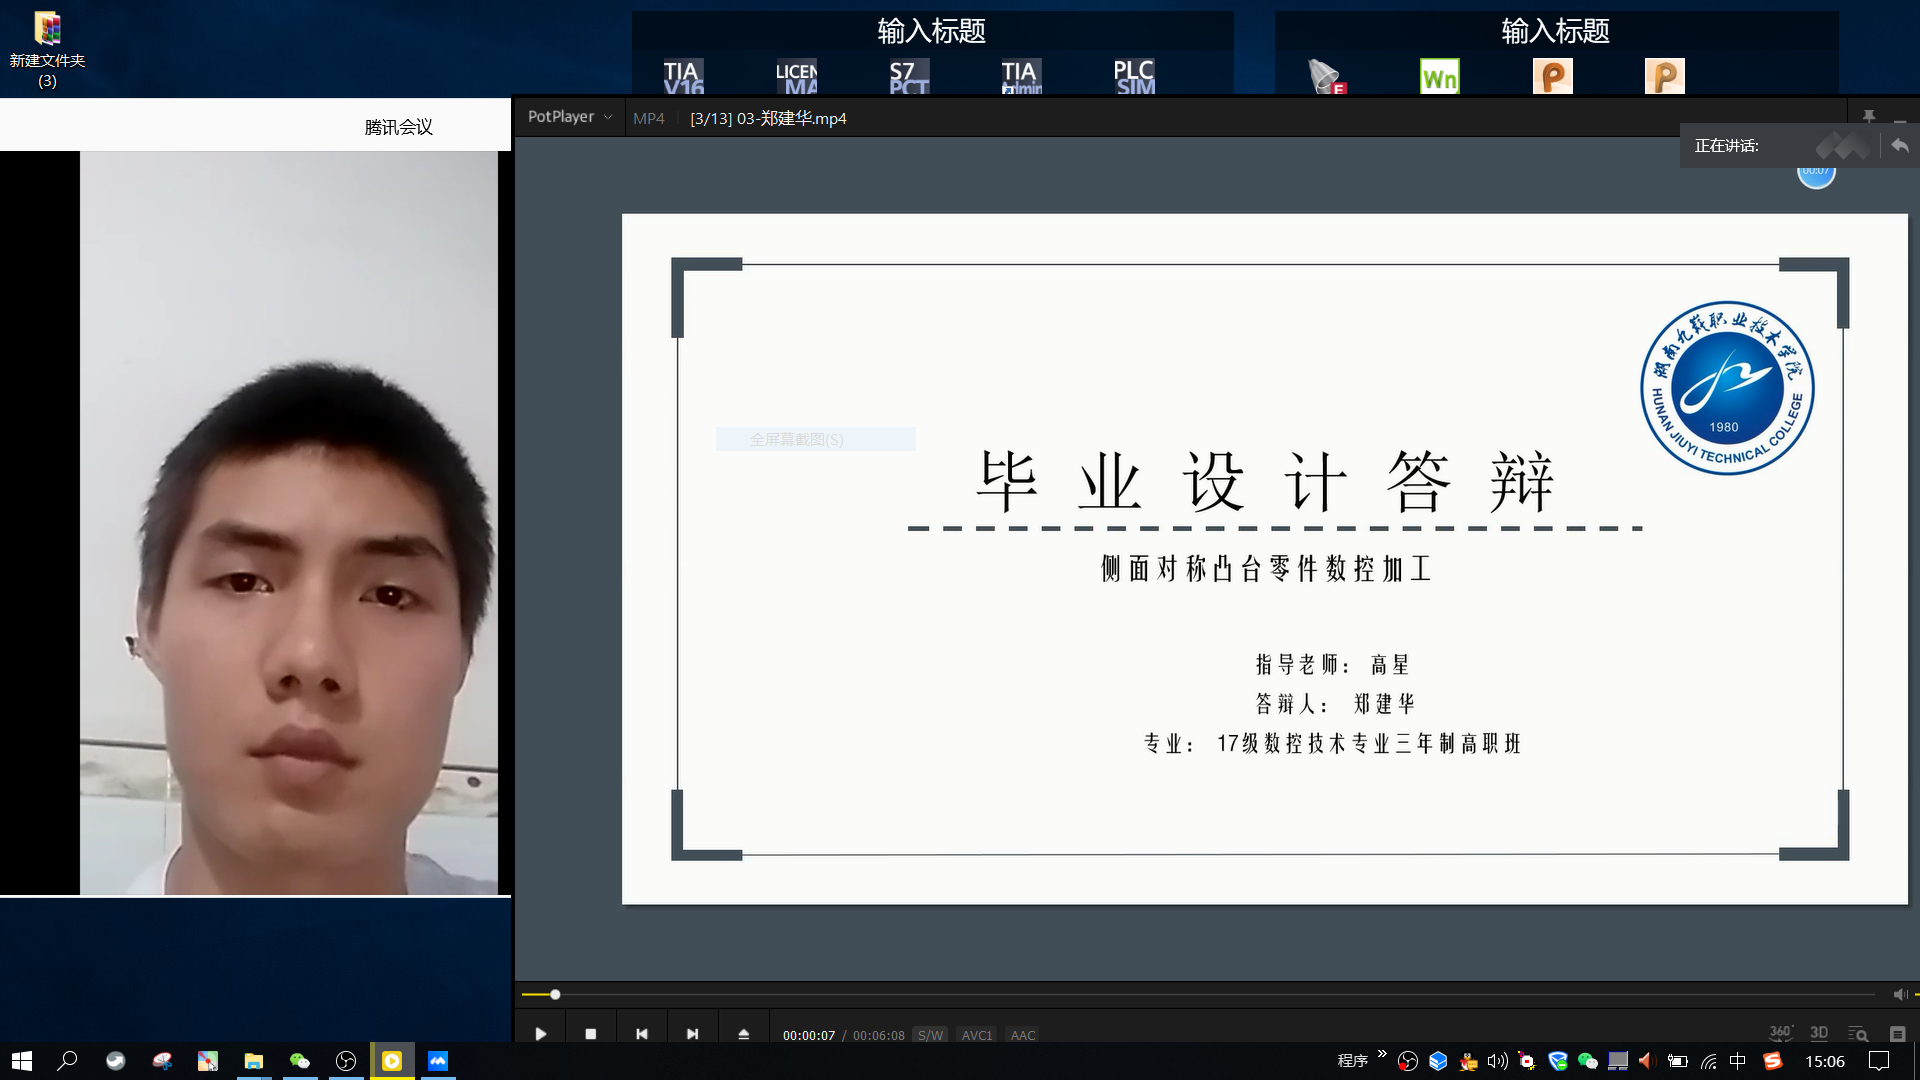 新建文件夹
(3)
输入标题
输入标题
TIA
V16
LICEN
MA
S7
PCT
TIA
Admin
PLC
SIM
E
Wn
P
P
腾讯会议
PotPlayer
MP4
[3/13] 03-郑建华.mp4
正在讲话:
00:07
湖南九嶷职业技术学院
1980
HUNAN JIUYI TECHNICAL COLLEGE
全屏幕截图(S)
毕业设计答辩
侧面对称凸台零件数控加工
指导老师： 高星
答辩人： 郑建华
专业： 17级数控技术专业三年制高职班
00:00:07 / 00:06:08 S/W AVC1 AAC
360° 3D
程序
中
S
15:06